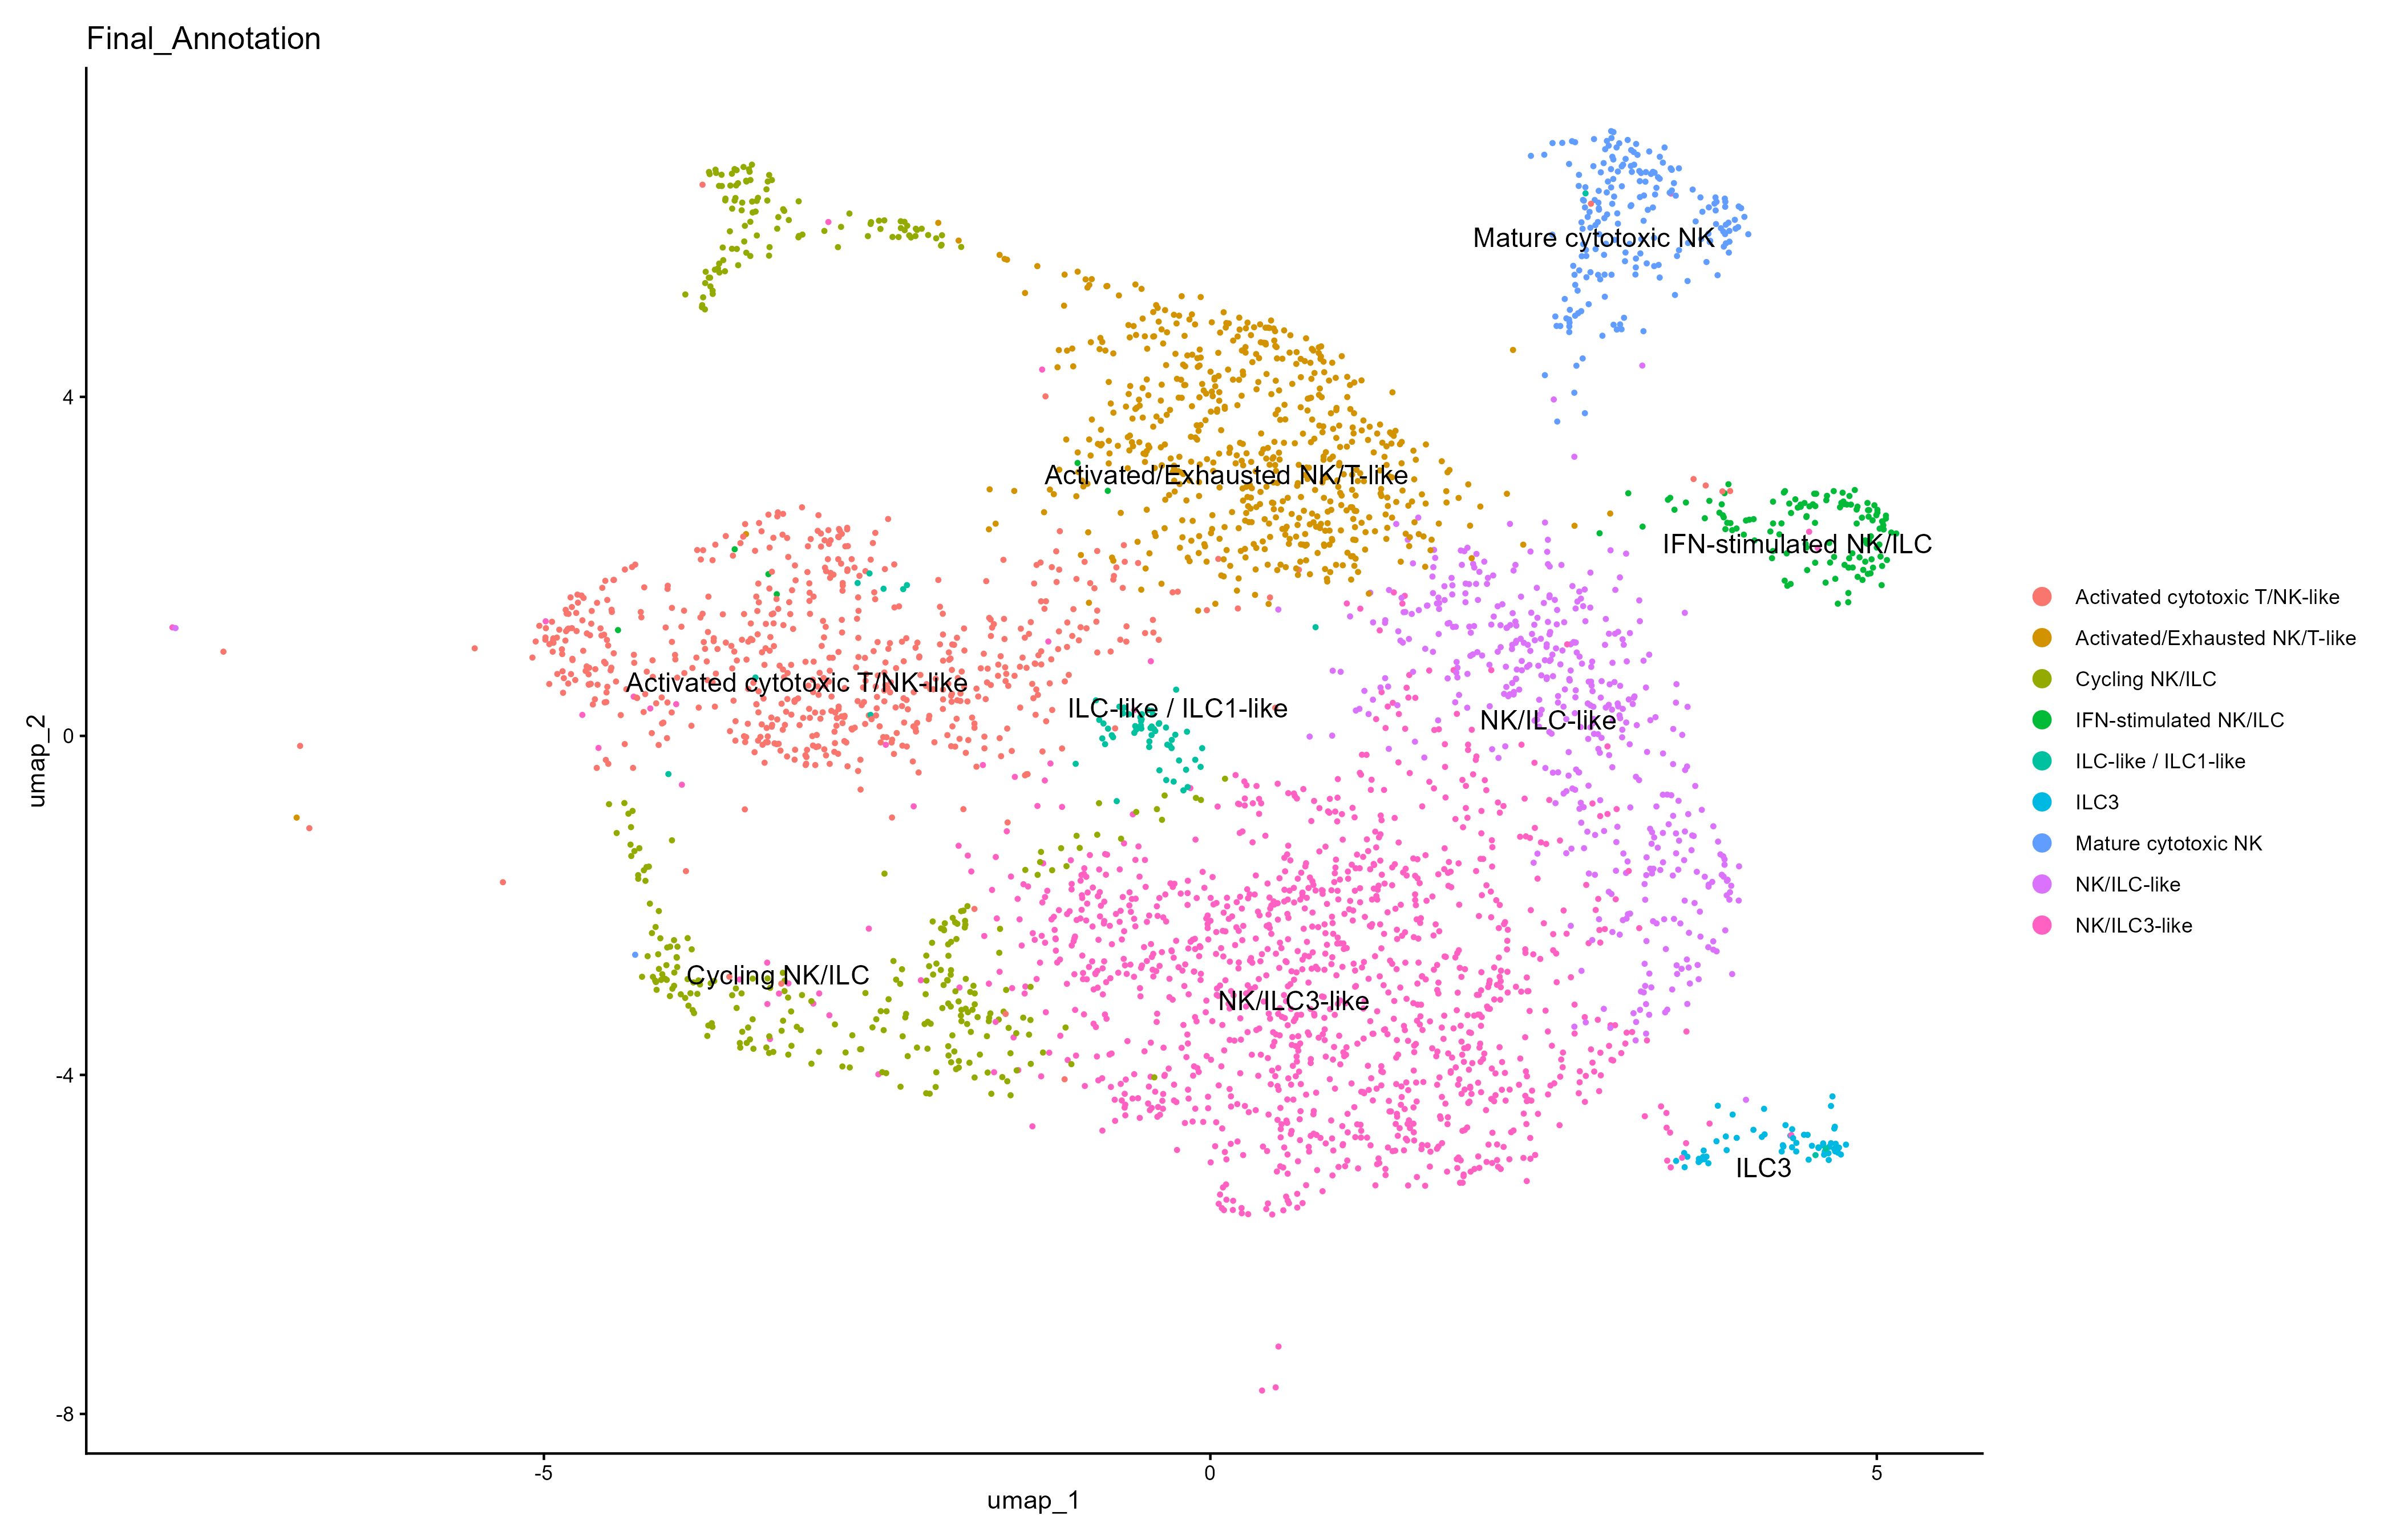 Final_Annotation
Mature cytotoxic NK
4
Activated/Exhausted NK/T-like
IFN-stimulated NK/ILC
Activated cytotoxic T/NK-like
ILC-like / ILC1-like
NK/ILC-like
0
umap_2
Cycling NK/ILC
NK/ILC3-like
-4
ILC3
-8
-5
0
5
umap_1
Activated cytotoxic T/NK-like
Activated/Exhausted NK/T-like
Cycling NK/ILC
IFN-stimulated NK/ILC
ILC-like / ILC1-like
ILC3
Mature cytotoxic NK
NK/ILC-like
NK/ILC3-like